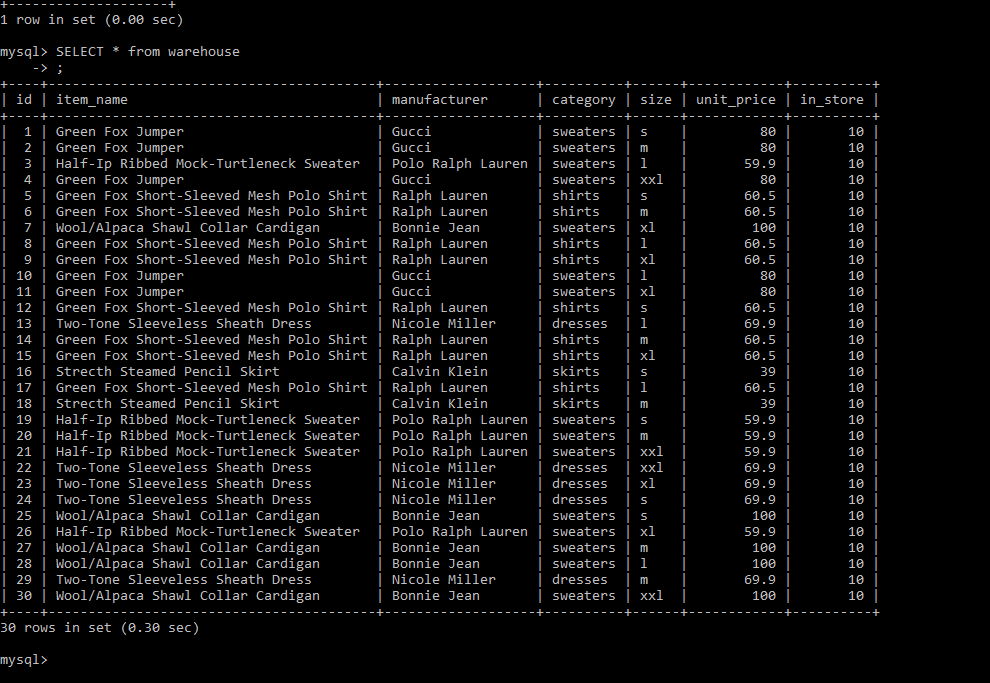 +--------------------+
1 row in set (0.00 sec)

mysql> SELECT * from warehouse
    -> ;
+----+-----------------------------------------+--------------------+----------+------+------------+----------+
| id | item_name                               | manufacturer       | category | size | unit_price | in_store |
+----+-----------------------------------------+--------------------+----------+------+------------+----------+
|  1 | Green Fox Jumper                        | Gucci              | sweaters | s    |         80 |       10 |
|  2 | Green Fox Jumper                        | Gucci              | sweaters | m    |         80 |       10 |
|  3 | Half-Ip Ribbed Mock-Turtleneck Sweater  | Polo Ralph Lauren  | sweaters | l    |       59.9 |       10 |
|  4 | Green Fox Jumper                        | Gucci              | sweaters | xxl  |         80 |       10 |
|  5 | Green Fox Short-Sleeved Mesh Polo Shirt | Ralph Lauren       | shirts   | s    |       60.5 |       10 |
|  6 | Green Fox Short-Sleeved Mesh Polo Shirt | Ralph Lauren       | shirts   | m    |       60.5 |       10 |
|  7 | Wool/Alpaca Shawl Collar Cardigan       | Bonnie Jean        | sweaters | xl   |        100 |       10 |
|  8 | Green Fox Short-Sleeved Mesh Polo Shirt | Ralph Lauren       | shirts   | l    |       60.5 |       10 |
|  9 | Green Fox Short-Sleeved Mesh Polo Shirt | Ralph Lauren       | shirts   | xl   |       60.5 |       10 |
| 10 | Green Fox Jumper                        | Gucci              | sweaters | l    |         80 |       10 |
| 11 | Green Fox Jumper                        | Gucci              | sweaters | xl   |         80 |       10 |
| 12 | Green Fox Short-Sleeved Mesh Polo Shirt | Ralph Lauren       | shirts   | s    |       60.5 |       10 |
| 13 | Two-Tone Sleeveless Sheath Dress        | Nicole Miller      | dresses  | l    |       69.9 |       10 |
| 14 | Green Fox Short-Sleeved Mesh Polo Shirt | Ralph Lauren       | shirts   | m    |       60.5 |       10 |
| 15 | Green Fox Short-Sleeved Mesh Polo Shirt | Ralph Lauren       | shirts   | xl   |       60.5 |       10 |
| 16 | Strecth Steamed Pencil Skirt            | Calvin Klein       | skirts   | s    |         39 |       10 |
| 17 | Green Fox Short-Sleeved Mesh Polo Shirt | Ralph Lauren       | shirts   | l    |       60.5 |       10 |
| 18 | Strecth Steamed Pencil Skirt            | Calvin Klein       | skirts   | m    |         39 |       10 |
| 19 | Half-Ip Ribbed Mock-Turtleneck Sweater  | Polo Ralph Lauren  | sweaters | s    |       59.9 |       10 |
| 20 | Half-Ip Ribbed Mock-Turtleneck Sweater  | Polo Ralph Lauren  | sweaters | m    |       59.9 |       10 |
| 21 | Half-Ip Ribbed Mock-Turtleneck Sweater  | Polo Ralph Lauren  | sweaters | xxl  |       59.9 |       10 |
| 22 | Two-Tone Sleeveless Sheath Dress        | Nicole Miller      | dresses  | xxl  |       69.9 |       10 |
| 23 | Two-Tone Sleeveless Sheath Dress        | Nicole Miller      | dresses  | xl   |       69.9 |       10 |
| 24 | Two-Tone Sleeveless Sheath Dress        | Nicole Miller      | dresses  | s    |       69.9 |       10 |
| 25 | Wool/Alpaca Shawl Collar Cardigan       | Bonnie Jean        | sweaters | s    |        100 |       10 |
| 26 | Half-Ip Ribbed Mock-Turtleneck Sweater  | Polo Ralph Lauren  | sweaters | xl   |       59.9 |       10 |
| 27 | Wool/Alpaca Shawl Collar Cardigan       | Bonnie Jean        | sweaters | m    |        100 |       10 |
| 28 | Wool/Alpaca Shawl Collar Cardigan       | Bonnie Jean        | sweaters | l    |        100 |       10 |
| 29 | Two-Tone Sleeveless Sheath Dress        | Nicole Miller      | dresses  | m    |       69.9 |       10 |
| 30 | Wool/Alpaca Shawl Collar Cardigan       | Bonnie Jean        | sweaters | xxl  |        100 |       10 |
+----+-----------------------------------------+--------------------+----------+------+------------+----------+
30 rows in set (0.30 sec)

mysql>